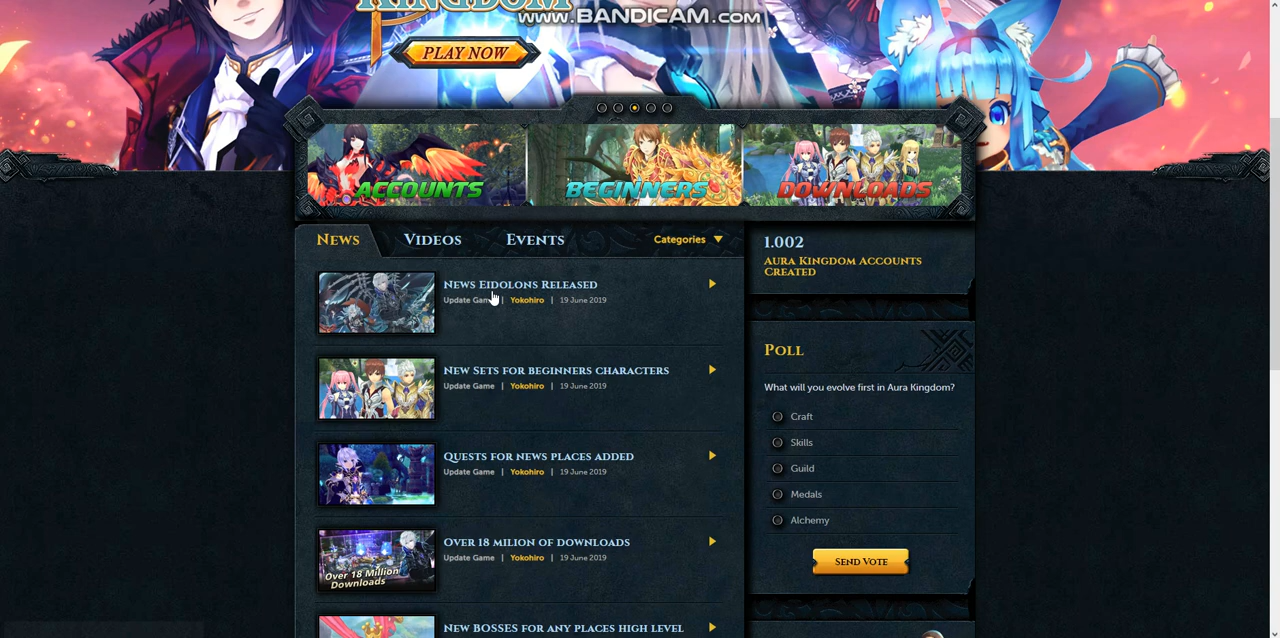 KINGDOM
www.BANDICAM.com
PLAY NOW
ACCOUNTS
BEGINNERS
DOWNLOADS
News
Videos
Events
Categories
News Eidolons Released
Update Game | Yokohiro | 19 June 2019
New Sets for beginners characters
Update Game | Yokohiro | 19 June 2019
Quests for news places added
Update Game | Yokohiro | 19 June 2019
Over 18 milion of downloads
Update Game | Yokohiro | 19 June 2019
Over 18 Million
Downloads
New BOSSES for any places high level
1.002
Aura Kingdom Accounts
Created
Poll
What will you evolve first in Aura Kingdom?
Craft
Skills
Guild
Medals
Alchemy
Send Vote